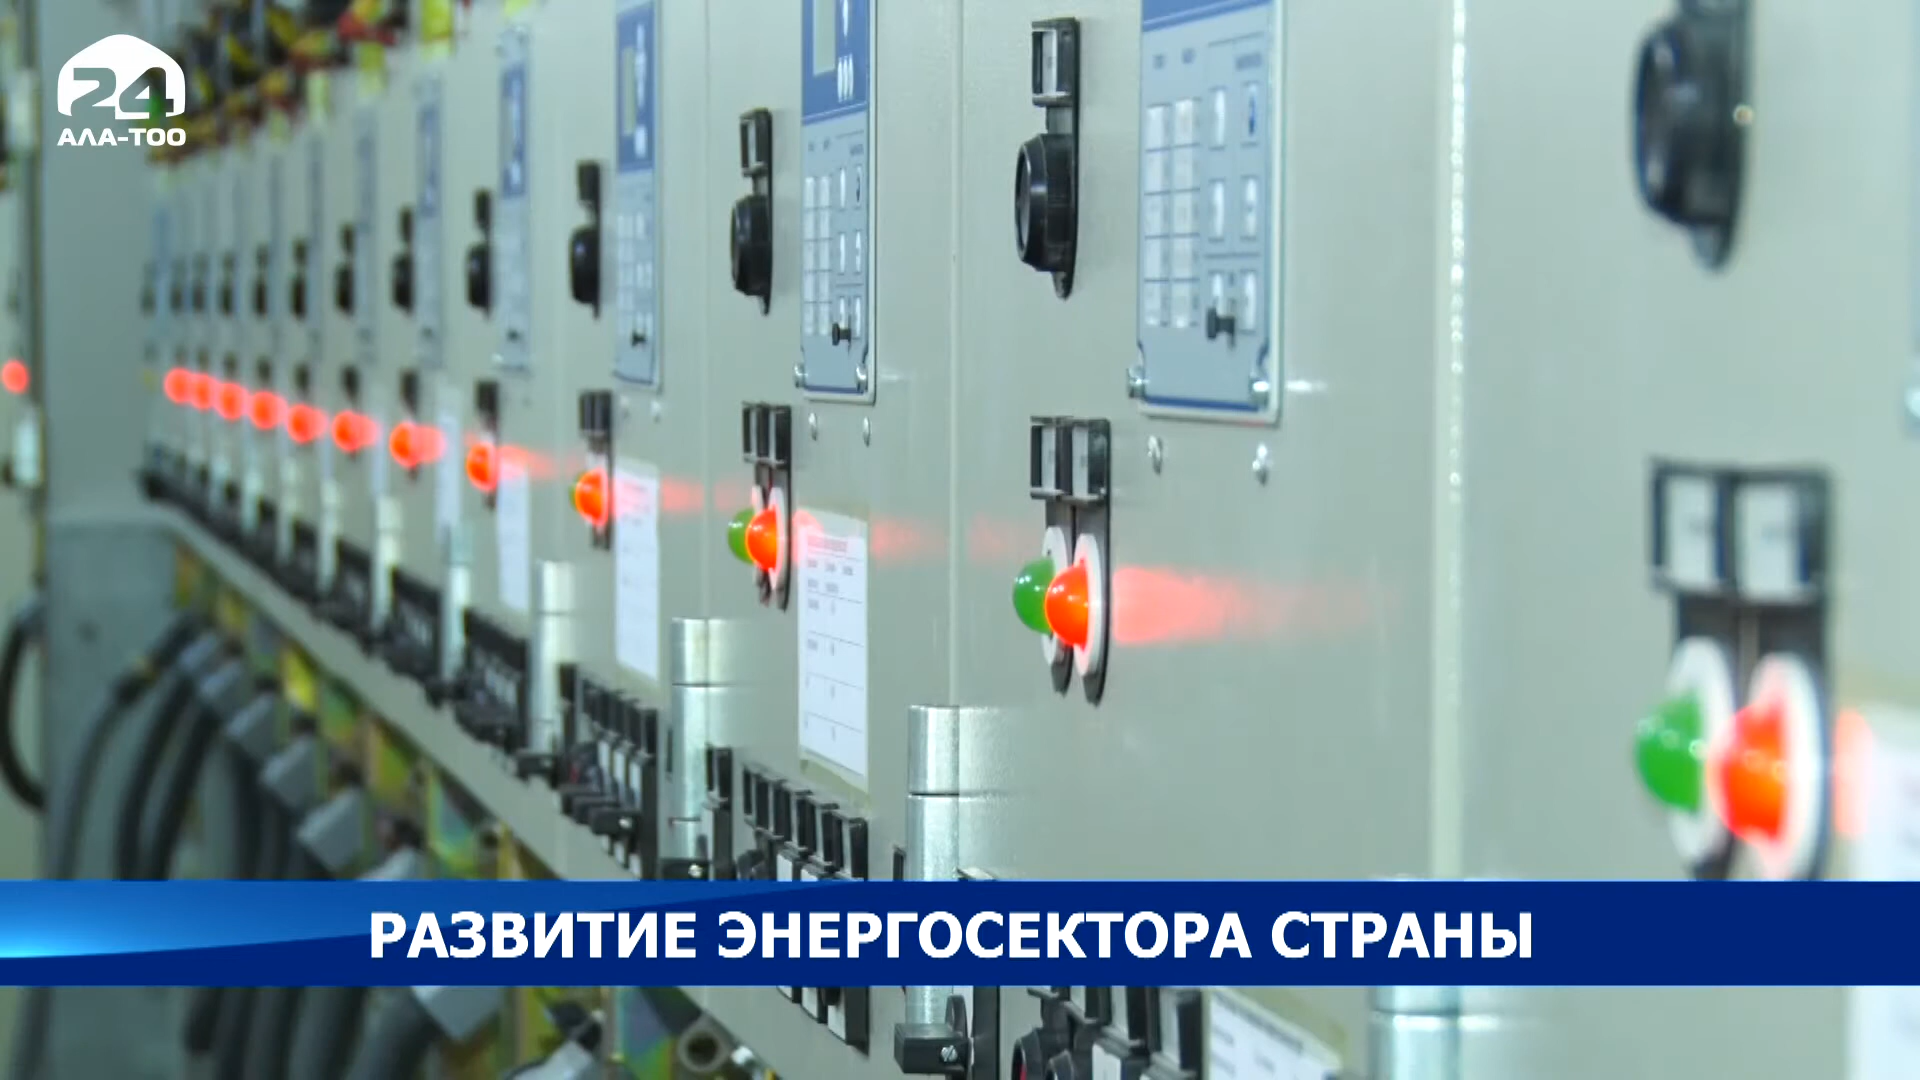 24
АЛА-ТОО
РАЗВИТИЕ ЭНЕРГОСЕКТОРА СТРАНЫ